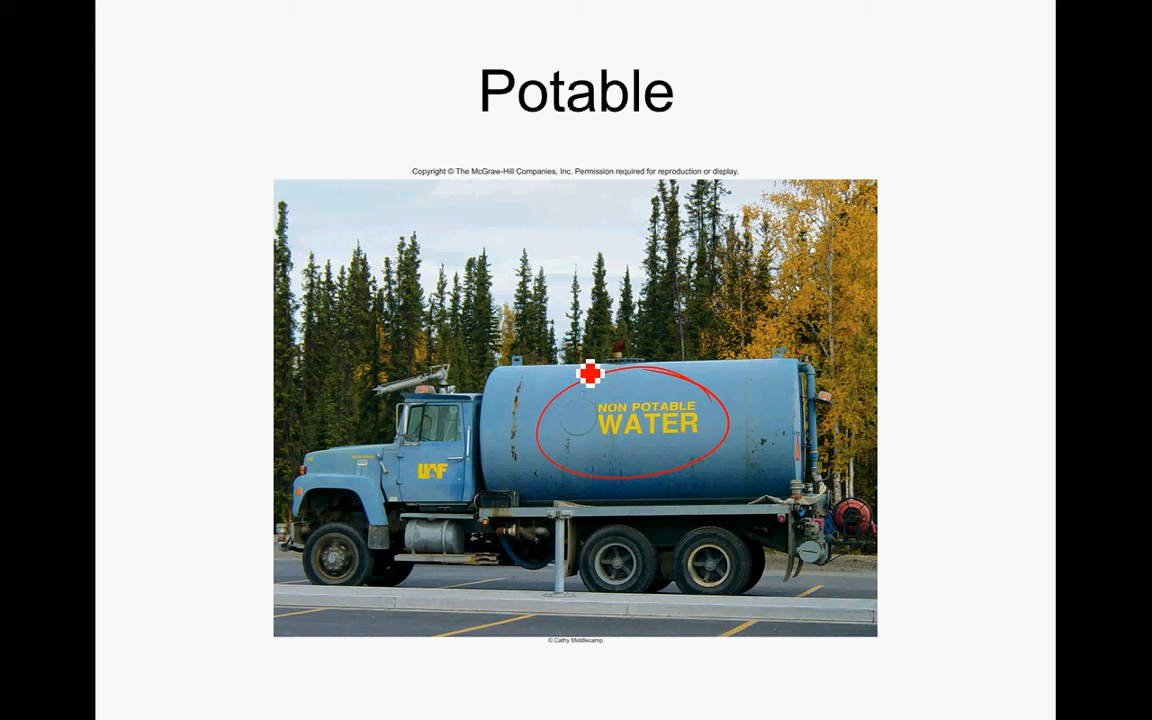 Potable
Copyright © The McGraw-Hill Companies, Inc. Permission required for reproduction or display.
NON POTABLE
WATER
UAF
© Cathy Middlecamp